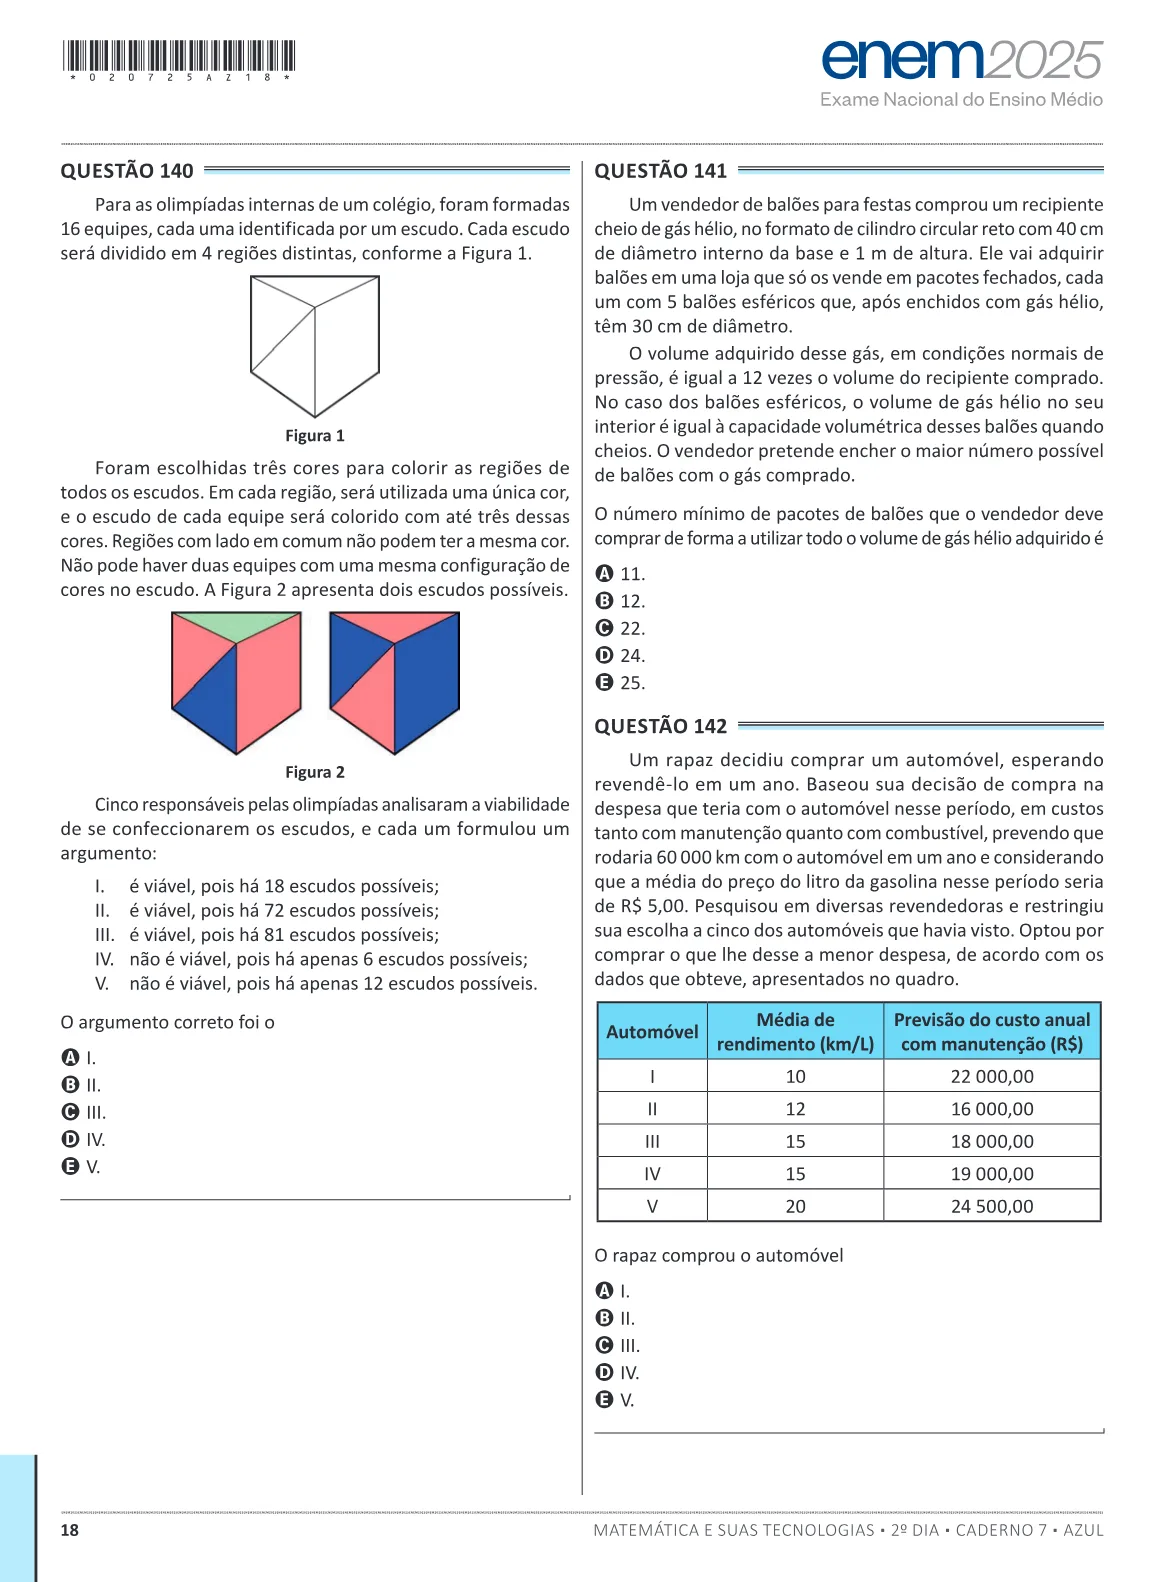 *020725AZ18*
enem2025
Exame Nacional do Ensino Médio
QUESTÃO 140
Para as olimpíadas internas de um colégio, foram formadas
16 equipes, cada uma identificada por um escudo. Cada escudo
será dividido em 4 regiões distintas, conforme a Figura 1.
Figura 1
Foram escolhidas três cores para colorir as regiões de
todos os escudos. Em cada região, será utilizada uma única cor,
e o escudo de cada equipe será colorido com até três dessas
cores. Regiões com lado em comum não podem ter a mesma cor.
Não pode haver duas equipes com uma mesma configuração de
cores no escudo. A Figura 2 apresenta dois escudos possíveis.
Figura 2
Cinco responsáveis pelas olimpíadas analisaram a viabilidade
de se confeccionarem os escudos, e cada um formulou um
argumento:
I. é viável, pois há 18 escudos possíveis;
II. é viável, pois há 72 escudos possíveis;
III. é viável, pois há 81 escudos possíveis;
IV. não é viável, pois há apenas 6 escudos possíveis;
V. não é viável, pois há apenas 12 escudos possíveis.
O argumento correto foi o
A I.
B II.
C III.
D IV.
E V.
QUESTÃO 141
Um vendedor de balões para festas comprou um recipiente
cheio de gás hélio, no formato de cilindro circular reto com 40 cm
de diâmetro interno da base e 1 m de altura. Ele vai adquirir
balões em uma loja que só os vende em pacotes fechados, cada
um com 5 balões esféricos que, após enchidos com gás hélio,
têm 30 cm de diâmetro.
O volume adquirido desse gás, em condições normais de
pressão, é igual a 12 vezes o volume do recipiente comprado.
No caso dos balões esféricos, o volume de gás hélio no seu
interior é igual à capacidade volumétrica desses balões quando
cheios. O vendedor pretende encher o maior número possível
de balões com o gás comprado.
O número mínimo de pacotes de balões que o vendedor deve
comprar de forma a utilizar todo o volume de gás hélio adquirido é
A 11.
B 12.
C 22.
D 24.
E 25.
QUESTÃO 142
Um rapaz decidiu comprar um automóvel, esperando
revendê-lo em um ano. Baseou sua decisão de compra na
despesa que teria com o automóvel nesse período, em custos
tanto com manutenção quanto com combustível, prevendo que
rodaria 60 000 km com o automóvel em um ano e considerando
que a média do preço do litro da gasolina nesse período seria
de R$ 5,00. Pesquisou em diversas revendedoras e restringiu
sua escolha a cinco dos automóveis que havia visto. Optou por
comprar o que lhe desse a menor despesa, de acordo com os
dados que obteve, apresentados no quadro.
Automóvel Média de rendimento (km/L) Previsão do custo anual com manutenção (R$)
I 10 22 000,00
II 12 16 000,00
III 15 18 000,00
IV 15 19 000,00
V 20 24 500,00
O rapaz comprou o automóvel
A I.
B II.
C III.
D IV.
E V.
18
MATEMÁTICA E SUAS TECNOLOGIAS • 2º DIA • CADERNO 7 • AZUL